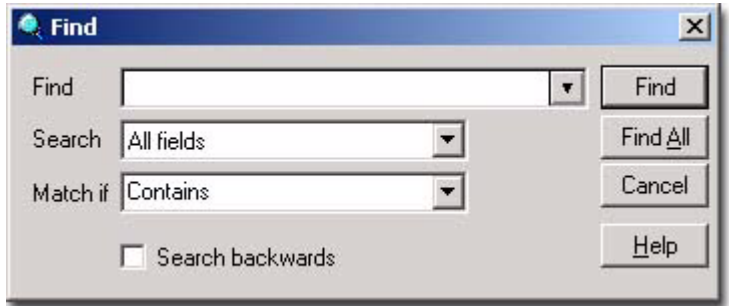 Find
Find
Find
Search All fields
Find All
Match if Contains
Cancel
Search backwards
Help